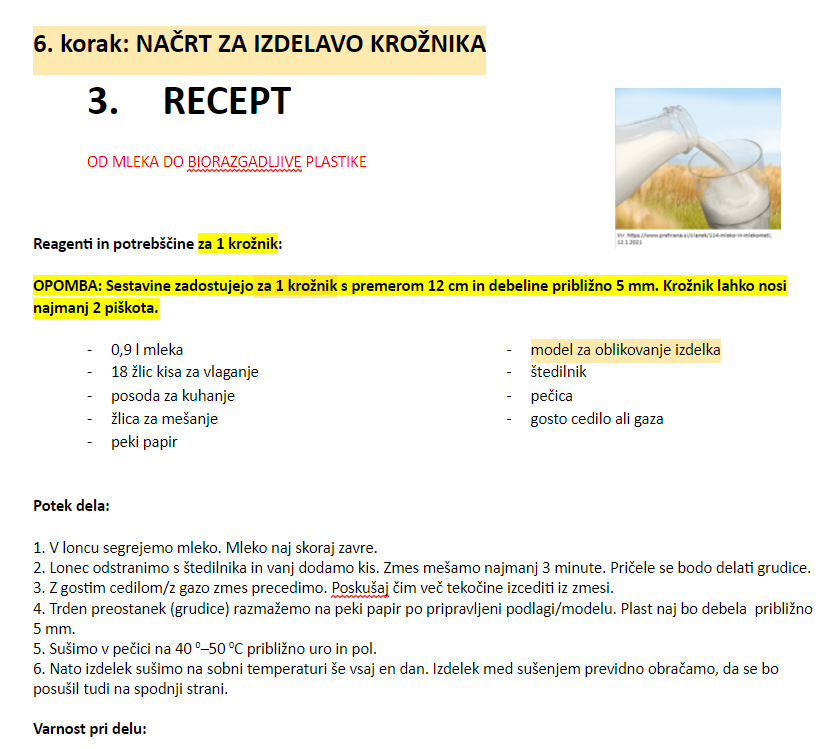 6. korak: NAČRT ZA IZDELAVO KROŽNIKA
3. RECEPT
OD MLEKA DO BIORAZGADLJIVE PLASTIKE
Vir: https://www.prehrana.si/clanek/114-mleko-in-mlekomati,
12.1.2021
Reagenti in potrebščine za 1 krožnik:
OPOMBA: Sestavine zadostujejo za 1 krožnik s premerom 12 cm in debeline približno 5 mm. Krožnik lahko nosi
najmanj 2 piškota.
- 0,9 l mleka
- 18 žlic kisa za vlaganje
- posoda za kuhanje
- žlica za mešanje
- peki papir
- model za oblikovanje izdelka
- štedilnik
- pečica
- gosto cedilo ali gaza
Potek dela:
1. V loncu segrejemo mleko. Mleko naj skoraj zavre.
2. Lonec odstranimo s štedilnika in vanj dodamo kis. Zmes mešamo najmanj 3 minute. Pričele se bodo delati grudice.
3. Z gostim cedilom/z gazo zmes precedimo. Poskušaj čim več tekočine izcediti iz zmesi.
4. Trden preostanek (grudice) razmažemo na peki papir po pripravljeni podlagi/modelu. Plast naj bo debela približno
5 mm.
5. Sušimo v pečici na 40 ⁰–50 ⁰C približno uro in pol.
6. Nato izdelek sušimo na sobni temperaturi še vsaj en dan. Izdelek med sušenjem previdno obračamo, da se bo
posušil tudi na spodnji strani.
Varnost pri delu: